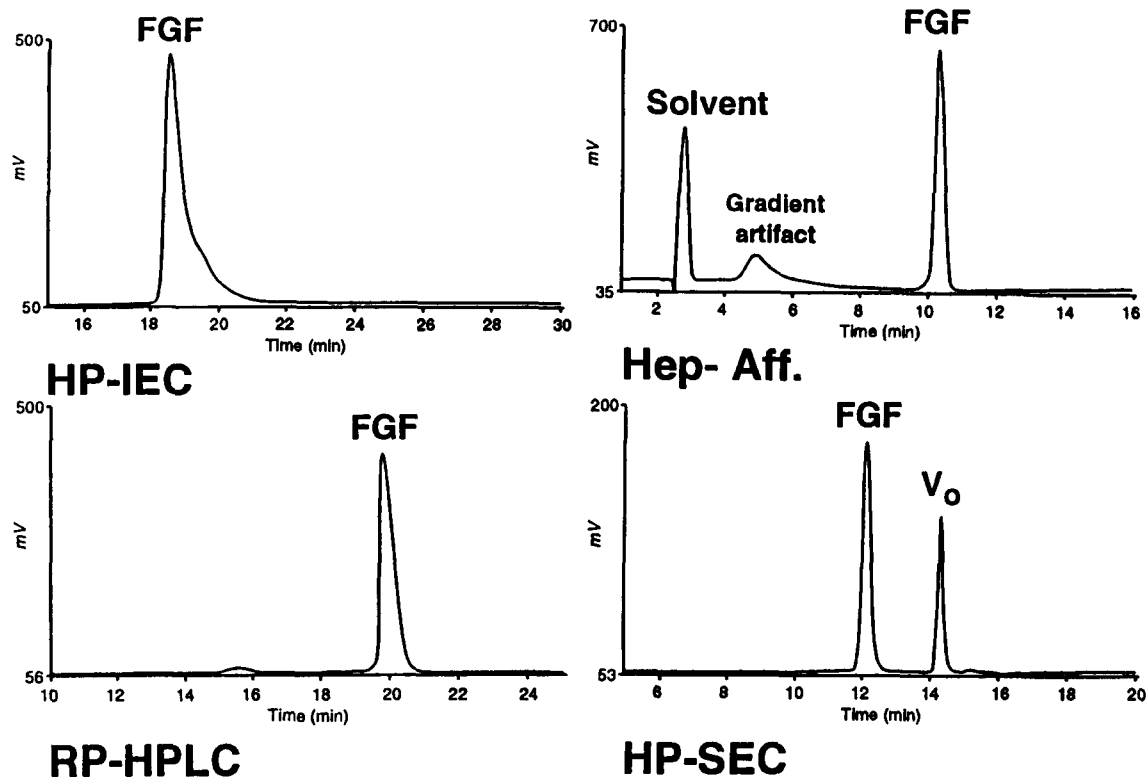 FGF
500
mV
50
16 18 20 22 24 26 28 30
Time (min)
HP-IEC
FGF
700
Solvent
mV
Gradient
artifact
35
2 4 6 8 10 12 14 16
Time (min)
Hep- Aff.
500
FGF
mV
56
10 12 14 16 18 20 22 24
Time (min)
RP-HPLC
200
FGF
Vo
mV
53
6 8 10 12 14 16 18 20
Time (min)
HP-SEC